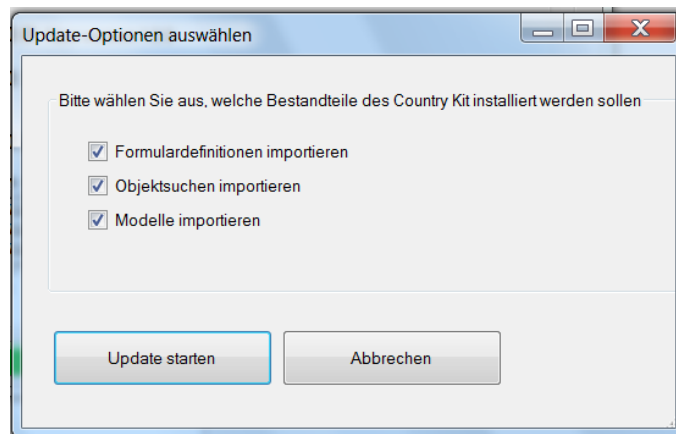 Update-Optionen auswählen
Bitte wählen Sie aus, welche Bestandteile des Country Kit installiert werden sollen
Formulardefinitionen importieren
Objektsuchen importieren
Modelle importieren
Update starten
Abbrechen